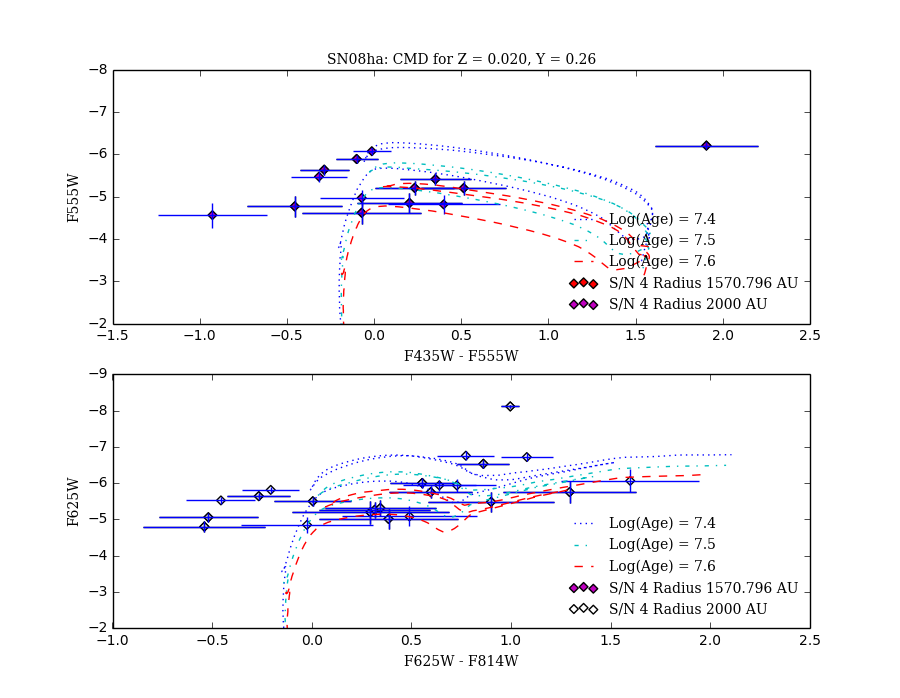 SN08ha: CMD for Z = 0.020, Y = 0.26
−8
−7
−6
−5
−4
−3
−2
F555W
Log(Age) = 7.4
Log(Age) = 7.5
Log(Age) = 7.6
S/N 4 Radius 1570.796 AU
S/N 4 Radius 2000 AU
−1.5 −1.0 −0.5 0.0 0.5 1.0 1.5 2.0 2.5
F435W - F555W
−9
−8
−7
−6
−5
−4
−3
−2
F625W
Log(Age) = 7.4
Log(Age) = 7.5
Log(Age) = 7.6
S/N 4 Radius 1570.796 AU
S/N 4 Radius 2000 AU
−1.0 −0.5 0.0 0.5 1.0 1.5 2.0 2.5
F625W - F814W